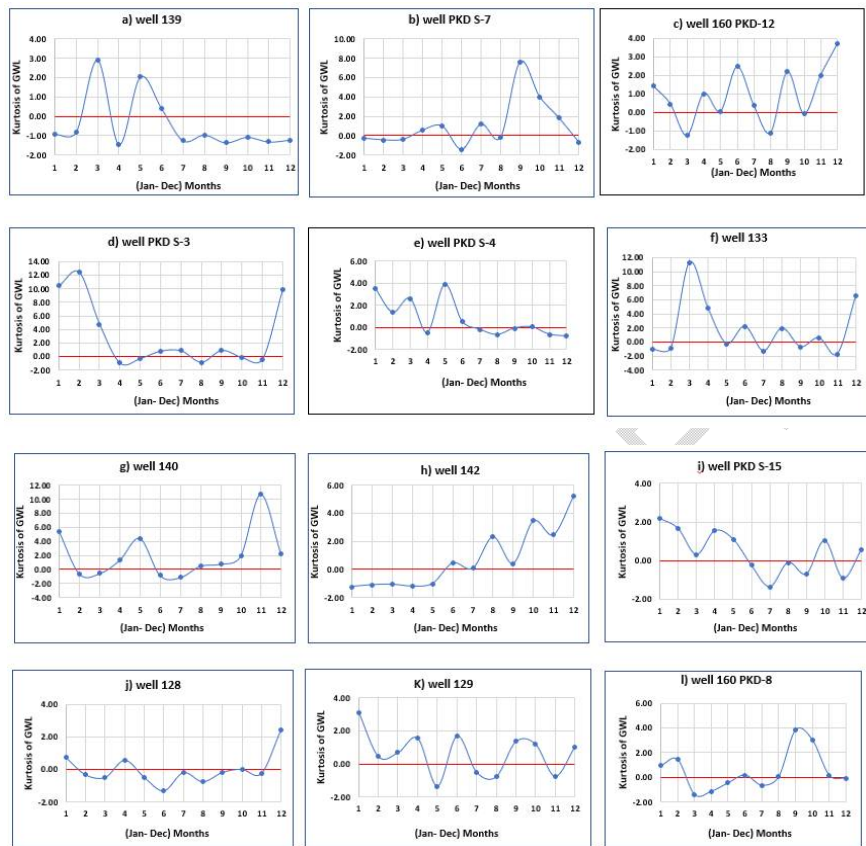 a) well 139
Kurtosis of GWL
4.00
3.00
2.00
1.00
0.00
-1.00
-2.00
1 2 3 4 5 6 7 8 9 10 11 12
(Jan- Dec) Months
b) well PKD S-7
Kurtosis of GWL
10.00
8.00
6.00
4.00
2.00
0.00
-2.00
1 2 3 4 5 6 7 8 9 10 11 12
(Jan- Dec) Months
c) well 160 PKD-12
Kurtosis of GWL
4.00
3.00
2.00
1.00
0.00
-1.00
-2.00
1 2 3 4 5 6 7 8 9 10 11 12
(Jan- Dec) Months
d) well PKD S-3
Kurtosis of GWL
14.00
12.00
10.00
8.00
6.00
4.00
2.00
0.00
-2.00
1 2 3 4 5 6 7 8 9 10 11 12
(Jan- Dec) Months
e) well PKD S-4
Kurtosis of GWL
6.00
4.00
2.00
0.00
-2.00
1 2 3 4 5 6 7 8 9 10 11 12
(Jan- Dec) Months
f) well 133
Kurtosis of GWL
12.00
10.00
8.00
6.00
4.00
2.00
0.00
-2.00
-4.00
1 2 3 4 5 6 7 8 9 10 11 12
(Jan- Dec) Months
g) well 140
Kurtosis of GWL
12.00
10.00
8.00
6.00
4.00
2.00
0.00
-2.00
-4.00
1 2 3 4 5 6 7 8 9 10 11 12
(Jan- Dec) Months
h) well 142
Kurtosis of GWL
6.00
4.00
2.00
0.00
-2.00
1 2 3 4 5 6 7 8 9 10 11 12
(Jan- Dec) Months
i) well PKD S-15
Kurtosis of GWL
4.00
2.00
0.00
-2.00
1 2 3 4 5 6 7 8 9 10 11 12
(Jan- Dec) Months
j) well 128
Kurtosis of GWL
4.00
2.00
0.00
-2.00
1 2 3 4 5 6 7 8 9 10 11 12
(Jan- Dec) Months
K) well 129
Kurtosis of GWL
4.00
2.00
0.00
-2.00
1 2 3 4 5 6 7 8 9 10 11 12
(Jan- Dec) Months
l) well 160 PKD-8
Kurtosis of GWL
6.00
4.00
2.00
0.00
-2.00
1 2 3 4 5 6 7 8 9 10 11 12
(Jan- Dec) Months